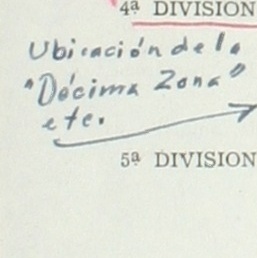 4ª DIVISION
Ubicación de la
"Décima Zona"
etc.
5ª DIVISION